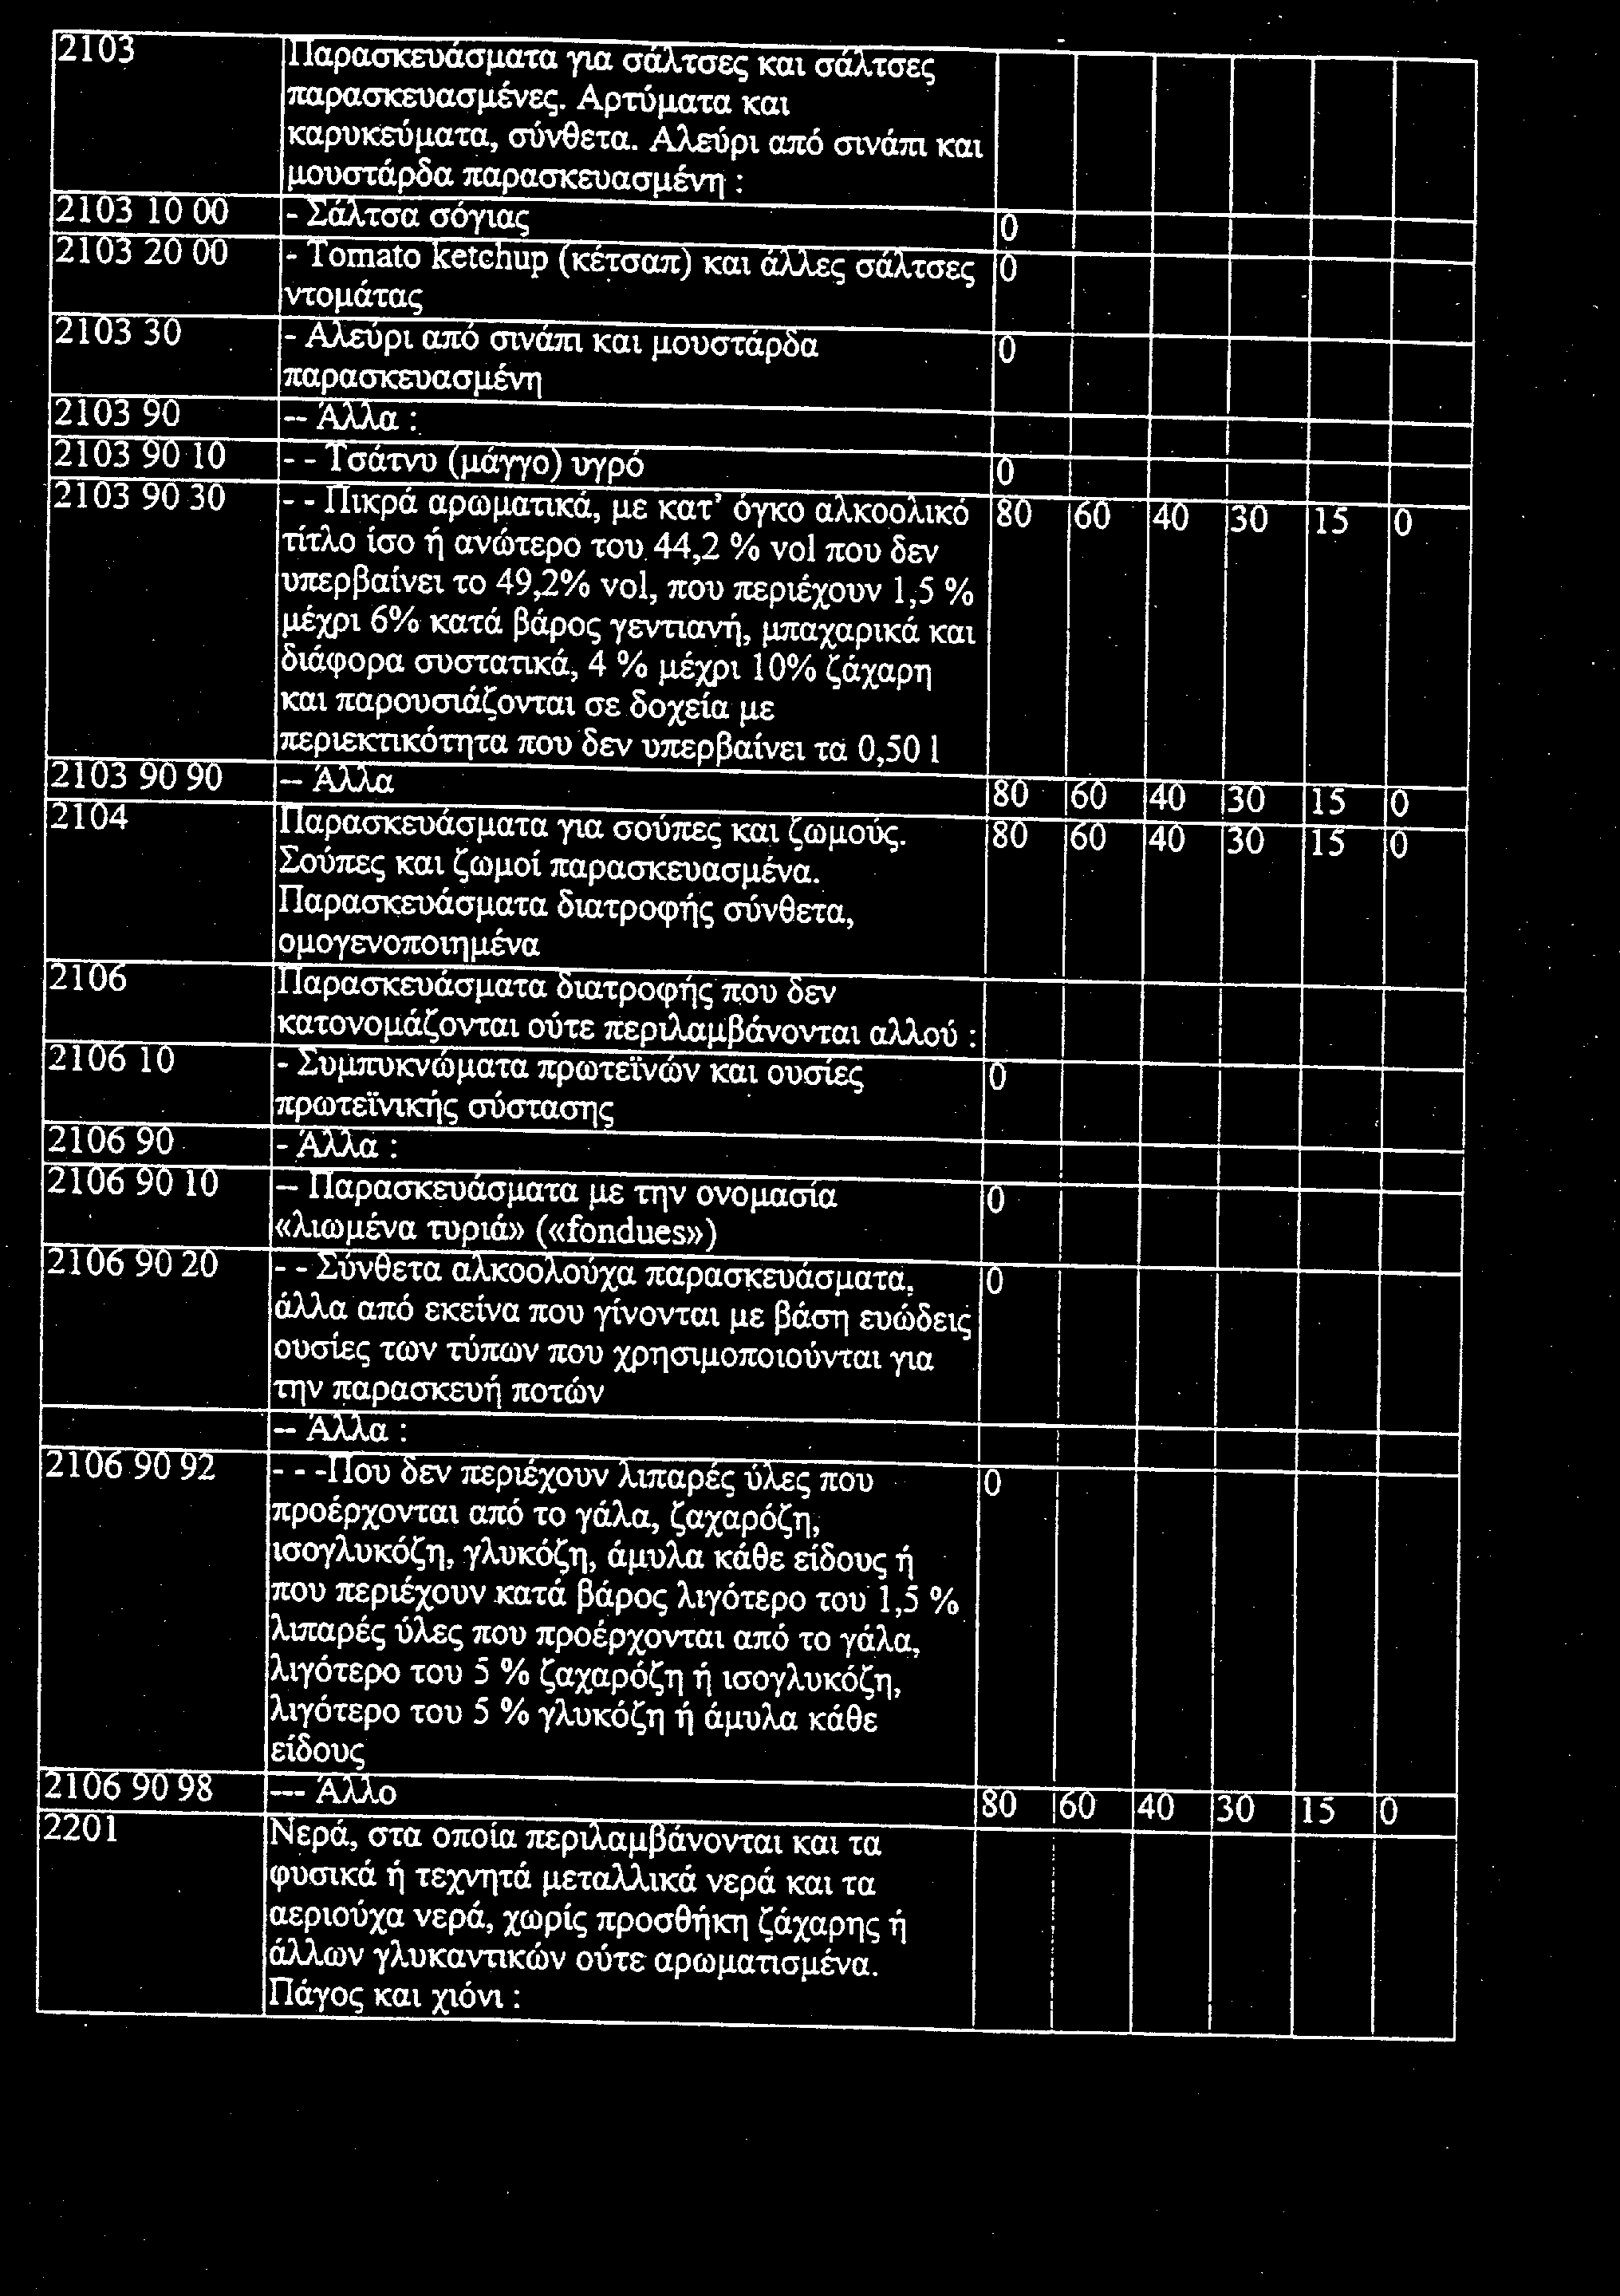 2103 Παρασκευάσματα για σάλτσες και σάλτσες
παρασκευασμένες. Αρτύματα και
καρυκεύματα, σύνθετα. Αλεύρι από σινάπι και
μουστάρδα παρασκευασμένη :
2103 10 00 - Σάλτσα σόγιας 0
2103 20 00 - Tomato ketchup (κέτσαπ) και άλλες σάλτσες 0
ντομάτας
2103 30 - Αλεύρι από σινάπι και μουστάρδα 0
παρασκευασμένη
2103 90 -- Άλλα :
2103 90 10 - - Τσάτνυ (μάγγο) υγρό 0
2103 90 30 - - Πικρά αρωματικά, με κατ' όγκο αλκοολικό 80 60 40 30 15 0
τίτλο ίσο ή ανώτερο του 44,2 % vol που δεν
υπερβαίνει το 49,2% vol, που περιέχουν 1,5 %
μέχρι 6% κατά βάρος γεντιανή, μπαχαρικά και
διάφορα συστατικά, 4 % μέχρι 10% ζάχαρη
και παρουσιάζονται σε δοχεία με
περιεκτικότητα που δεν υπερβαίνει τα 0,50 l
2103 90 90 -- Άλλα 80 60 40 30 15 0
2104 Παρασκευάσματα για σούπες και ζωμούς. 80 60 40 30 15 0
Σούπες και ζωμοί παρασκευασμένα.
Παρασκευάσματα διατροφής σύνθετα,
ομογενοποιημένα
2106 Παρασκευάσματα διατροφής που δεν
κατονομάζονται ούτε περιλαμβάνονται αλλού :
2106 10 - Συμπυκνώματα πρωτεϊνών και ουσίες 0
πρωτεϊνικής σύστασης
2106 90 - Άλλα :
2106 90 10 -- Παρασκευάσματα με την ονομασία 0
«λιωμένα τυριά» («fondues»)
2106 90 20 - - Σύνθετα αλκοολούχα παρασκευάσματα, 0
άλλα από εκείνα που γίνονται με βάση ευώδεις
ουσίες των τύπων που χρησιμοποιούνται για
την παρασκευή ποτών
-- Άλλα :
2106 90 92 - - -Που δεν περιέχουν λιπαρές ύλες που 0
προέρχονται από το γάλα, ζαχαρόζη,
ισογλυκόζη, γλυκόζη, άμυλα κάθε είδους ή
που περιέχουν κατά βάρος λιγότερο του 1,5 %
λιπαρές ύλες που προέρχονται από το γάλα,
λιγότερο του 5 % ζαχαρόζη ή ισογλυκόζη,
λιγότερο του 5 % γλυκόζη ή άμυλα κάθε
είδους
2106 90 98 --- Άλλο 80 60 40 30 15 0
2201 Νερά, στα οποία περιλαμβάνονται και τα
φυσικά ή τεχνητά μεταλλικά νερά και τα
αεριούχα νερά, χωρίς προσθήκη ζάχαρης ή
άλλων γλυκαντικών ούτε αρωματισμένα.
Πάγος και χιόνι :